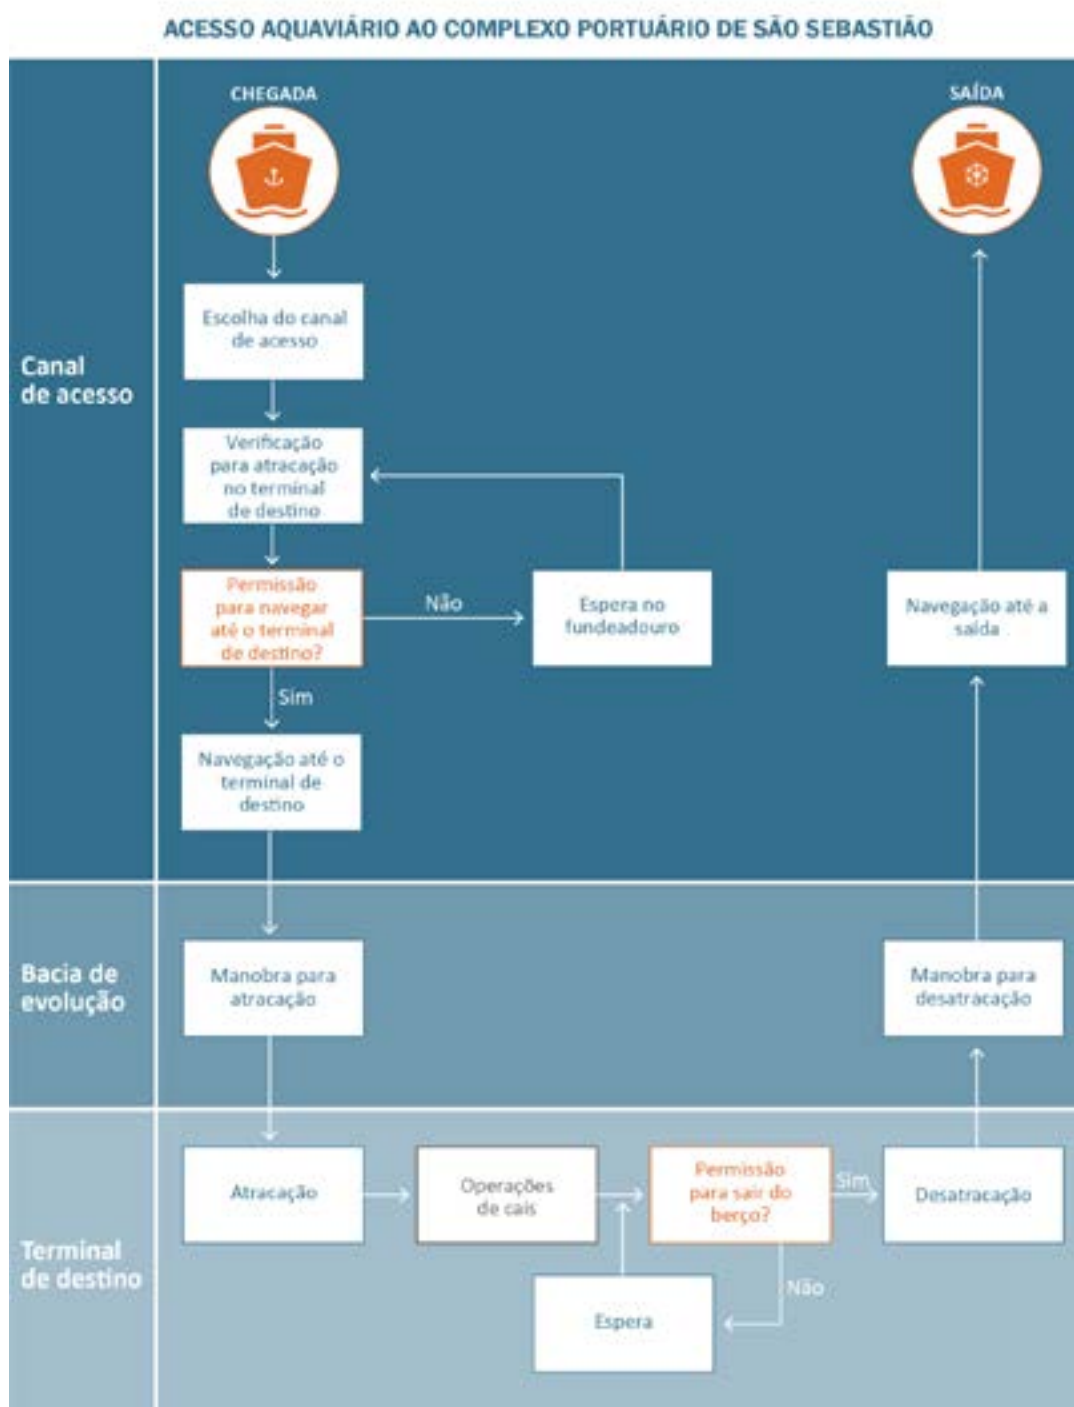 ACESSO AQUAVIÁRIO AO COMPLEXO PORTUÁRIO DE SÃO SEBASTIÃO
CHEGADA
SAÍDA
Canal
de acesso
Escolha do canal
de acesso
Verificação
para atracação
no terminal
de destino
Permissão
para navegar
até o terminal
de destino?
Não
Espera no
fundeadouro
Navegação até a
saída
Sim
Navegação até o
terminal de
destino
Bacia de
evolução
Manobra para
atracação
Manobra para
desatracação
Terminal
de destino
Atracação
Operações
de cais
Permissão
para sair do
berço?
Sim
Desatracação
Não
Espera